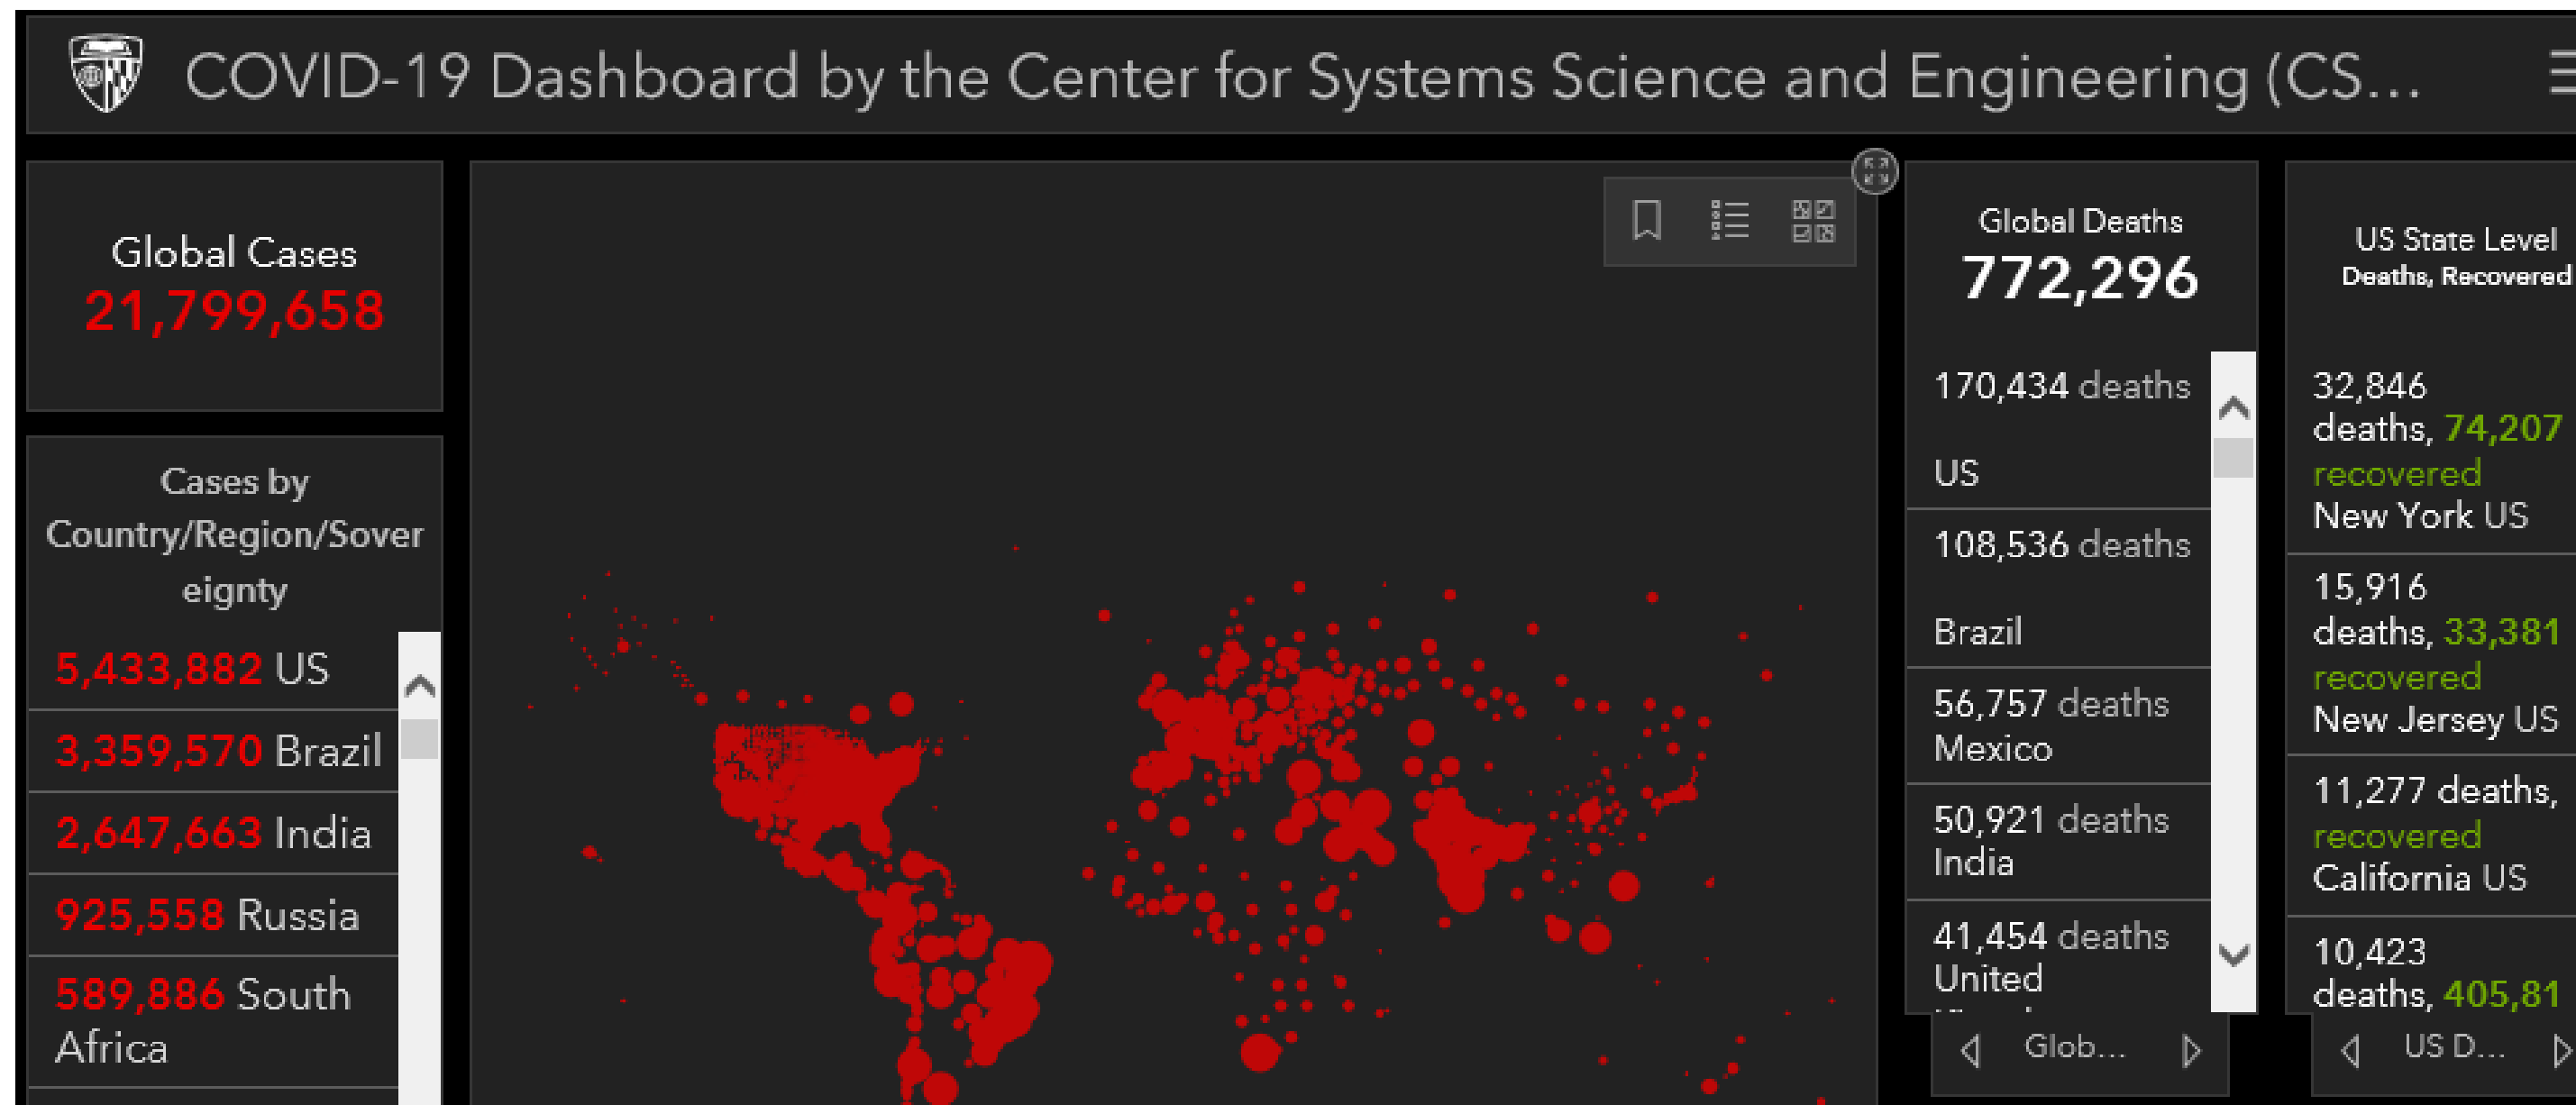 COVID-19 Dashboard by the Center for Systems Science and Engineering (CS...
Global Cases
21,799,658
Cases by
Country/Region/Sover
eignty
5,433,882 US
3,359,570 Brazil
2,647,663 India
925,558 Russia
589,886 South
Africa
Global Deaths
772,296
170,434 deaths
US
108,536 deaths
Brazil
56,757 deaths
Mexico
50,921 deaths
India
41,454 deaths
United
Glob...
US State Level
Deaths, Recovered
32,846
deaths, 74,207
recovered
New York US
15,916
deaths, 33,381
recovered
New Jersey US
11,277 deaths,
recovered
California US
10,423
deaths, 405,81
US D...